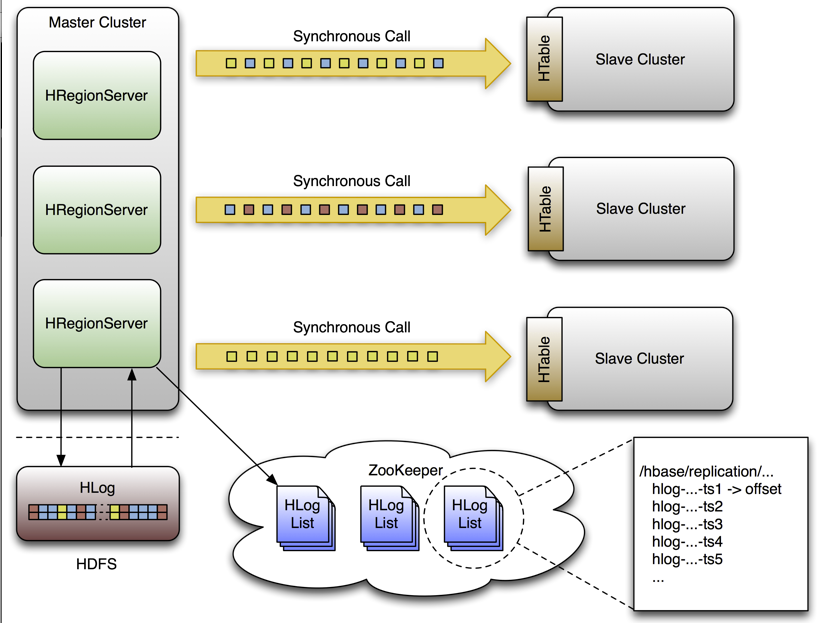 Master Cluster
HRegionServer
HRegionServer
HRegionServer
Synchronous Call
HTable
Slave Cluster
Synchronous Call
HTable
Slave Cluster
Synchronous Call
HTable
Slave Cluster
HLog
HDFS
ZooKeeper
HLog
List
HLog
List
HLog
List
/hbase/replication/...
hlog-...-ts1 -> offset
hlog-...-ts2
hlog-...-ts3
hlog-...-ts4
hlog-...-ts5
...